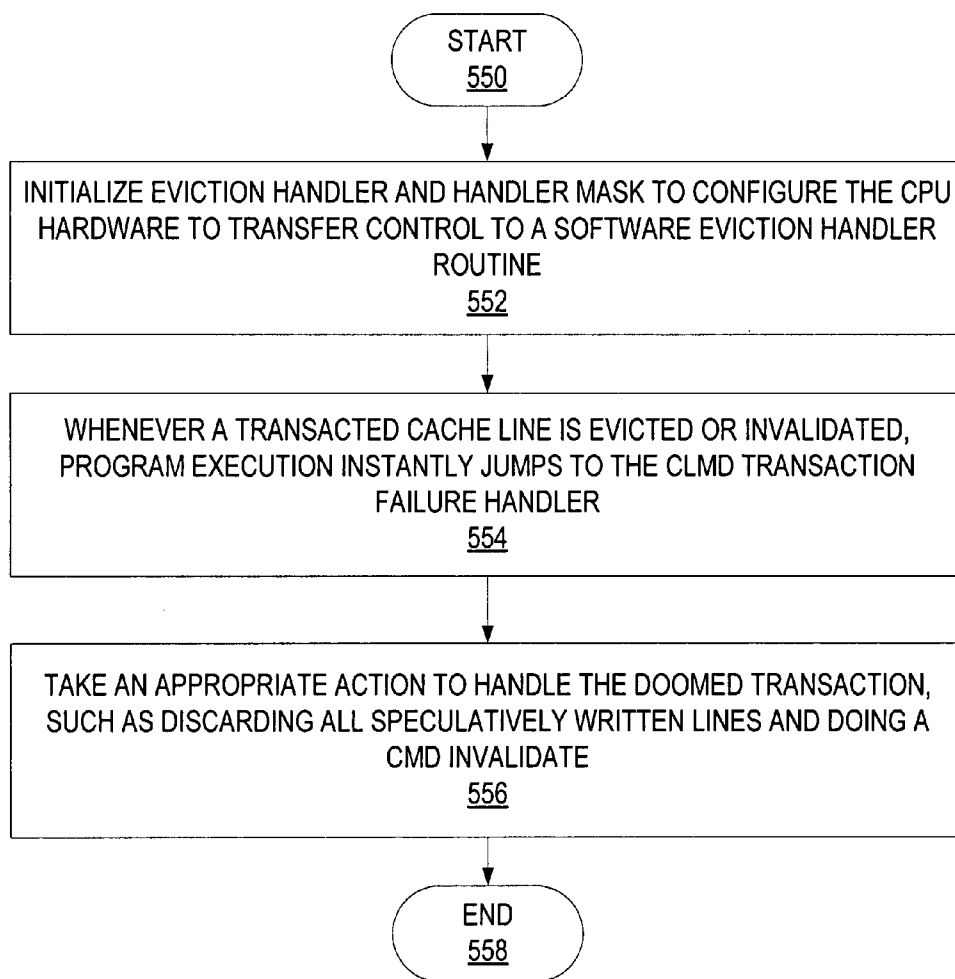 START
550
INITIALIZE EVICTION HANDLER AND HANDLER MASK TO CONFIGURE THE CPU
HARDWARE TO TRANSFER CONTROL TO A SOFTWARE EVICTION HANDLER
ROUTINE
552
WHENEVER A TRANSACTED CACHE LINE IS EVICTED OR INVALIDATED,
PROGRAM EXECUTION INSTANTLY JUMPS TO THE CLMD TRANSACTION
FAILURE HANDLER
554
TAKE AN APPROPRIATE ACTION TO HANDLE THE DOOMED TRANSACTION,
SUCH AS DISCARDING ALL SPECULATIVELY WRITTEN LINES AND DOING A
CMD INVALIDATE
556
END
558